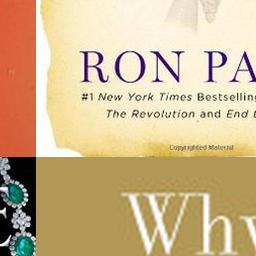 RON PA
#1 New York Times Bestselling
The Revolution and End t
Copyrighted Material
Why